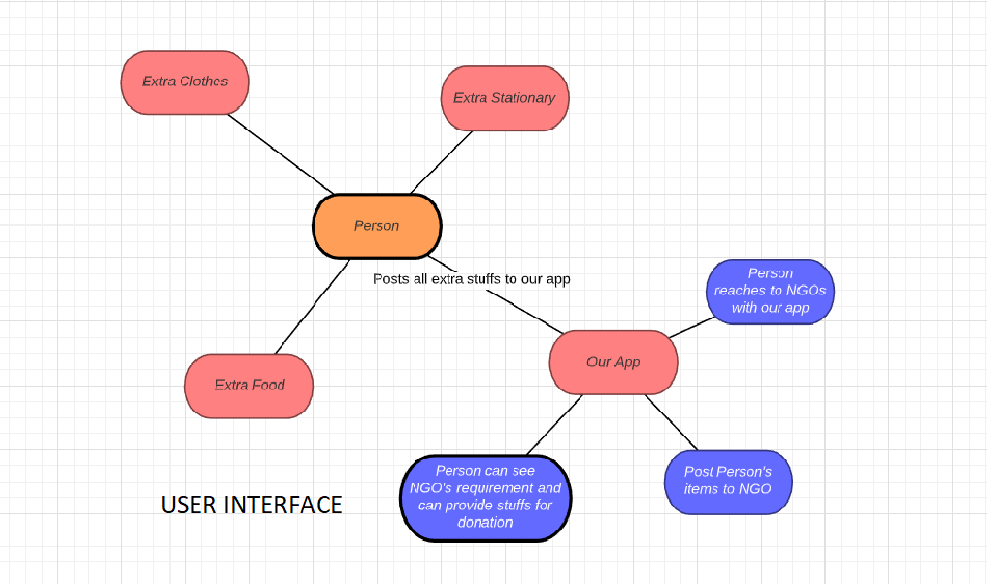 Extra Clothes
Extra Stationary
Person
Posts all extra stuffs to our app
Person
reaches to NGOs
with our app
Our App
Extra Food
Person can see
NGO's requirement and
can provide stuffs for
donation
Post Person's
items to NGO
USER INTERFACE